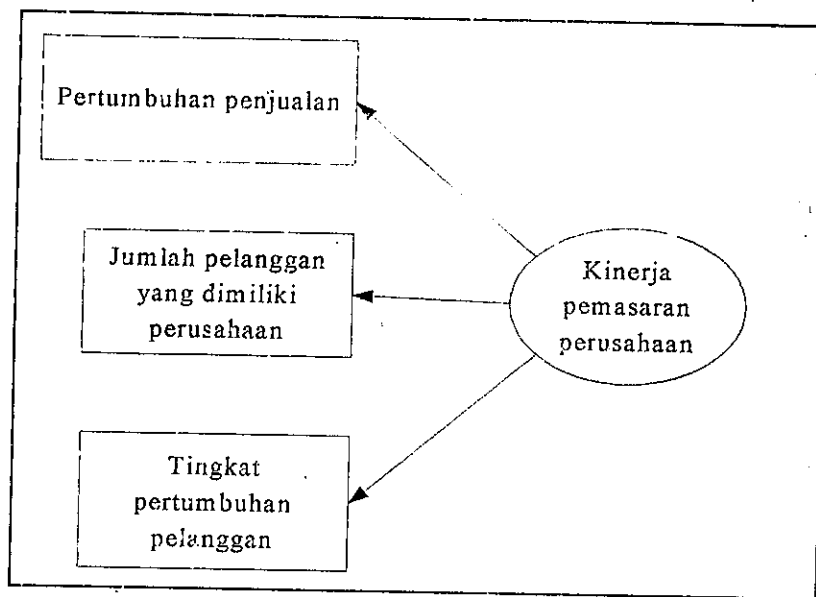 Pertumbuhan penjualan
Jumlah pelanggan
yang dimiliki
perusahaan
Tingkat
pertumbuhan
pelanggan
Kinerja
pemasaran
perusahaan